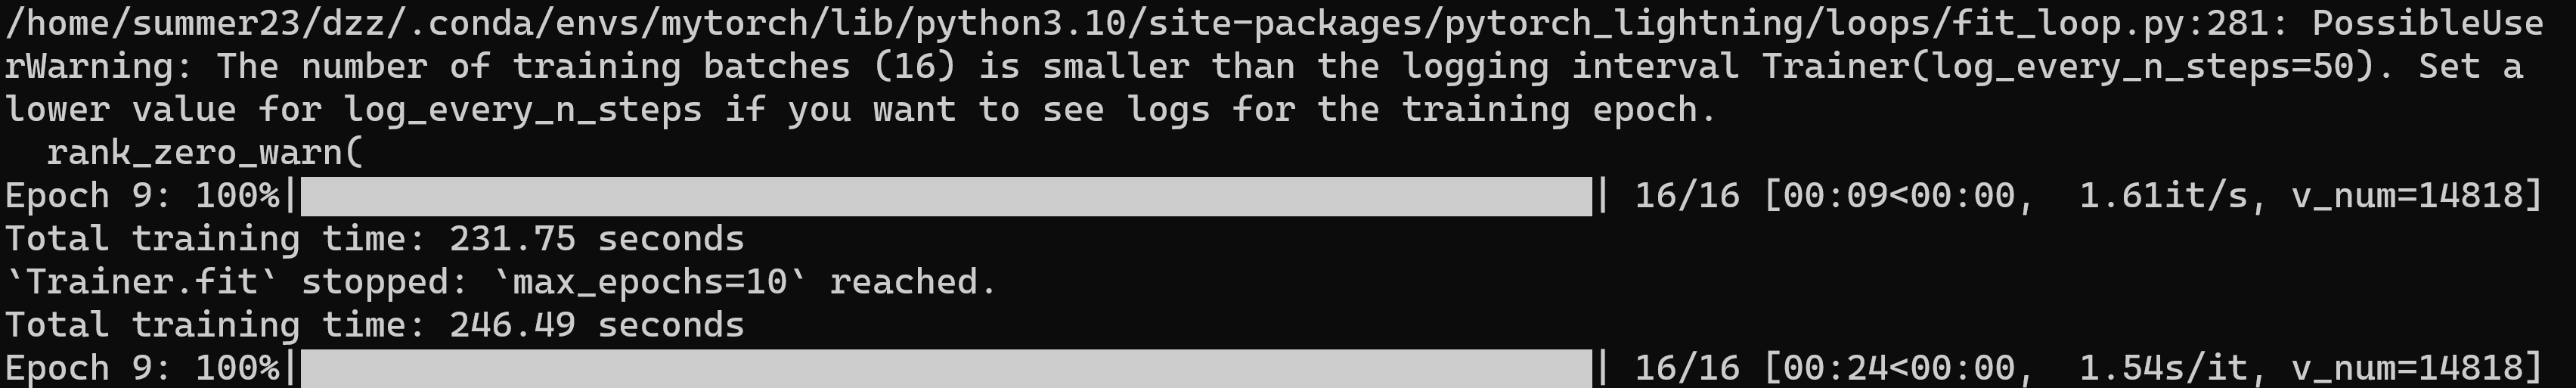 /home/summer23/dzz/.conda/envs/mytorch/lib/python3.10/site-packages/pytorch_lightning/loops/fit_loop.py:281: PossibleUse
rWarning: The number of training batches (16) is smaller than the logging interval Trainer(log_every_n_steps=50). Set a
lower value for log_every_n_steps if you want to see logs for the training epoch.
  rank_zero_warn(
Epoch 9: 100%|| 16/16 [00:09<00:00,  1.61it/s, v_num=14818]
Total training time: 231.75 seconds
`Trainer.fit` stopped: `max_epochs=10` reached.
Total training time: 246.49 seconds
Epoch 9: 100%|| 16/16 [00:24<00:00,  1.54s/it, v_num=14818]